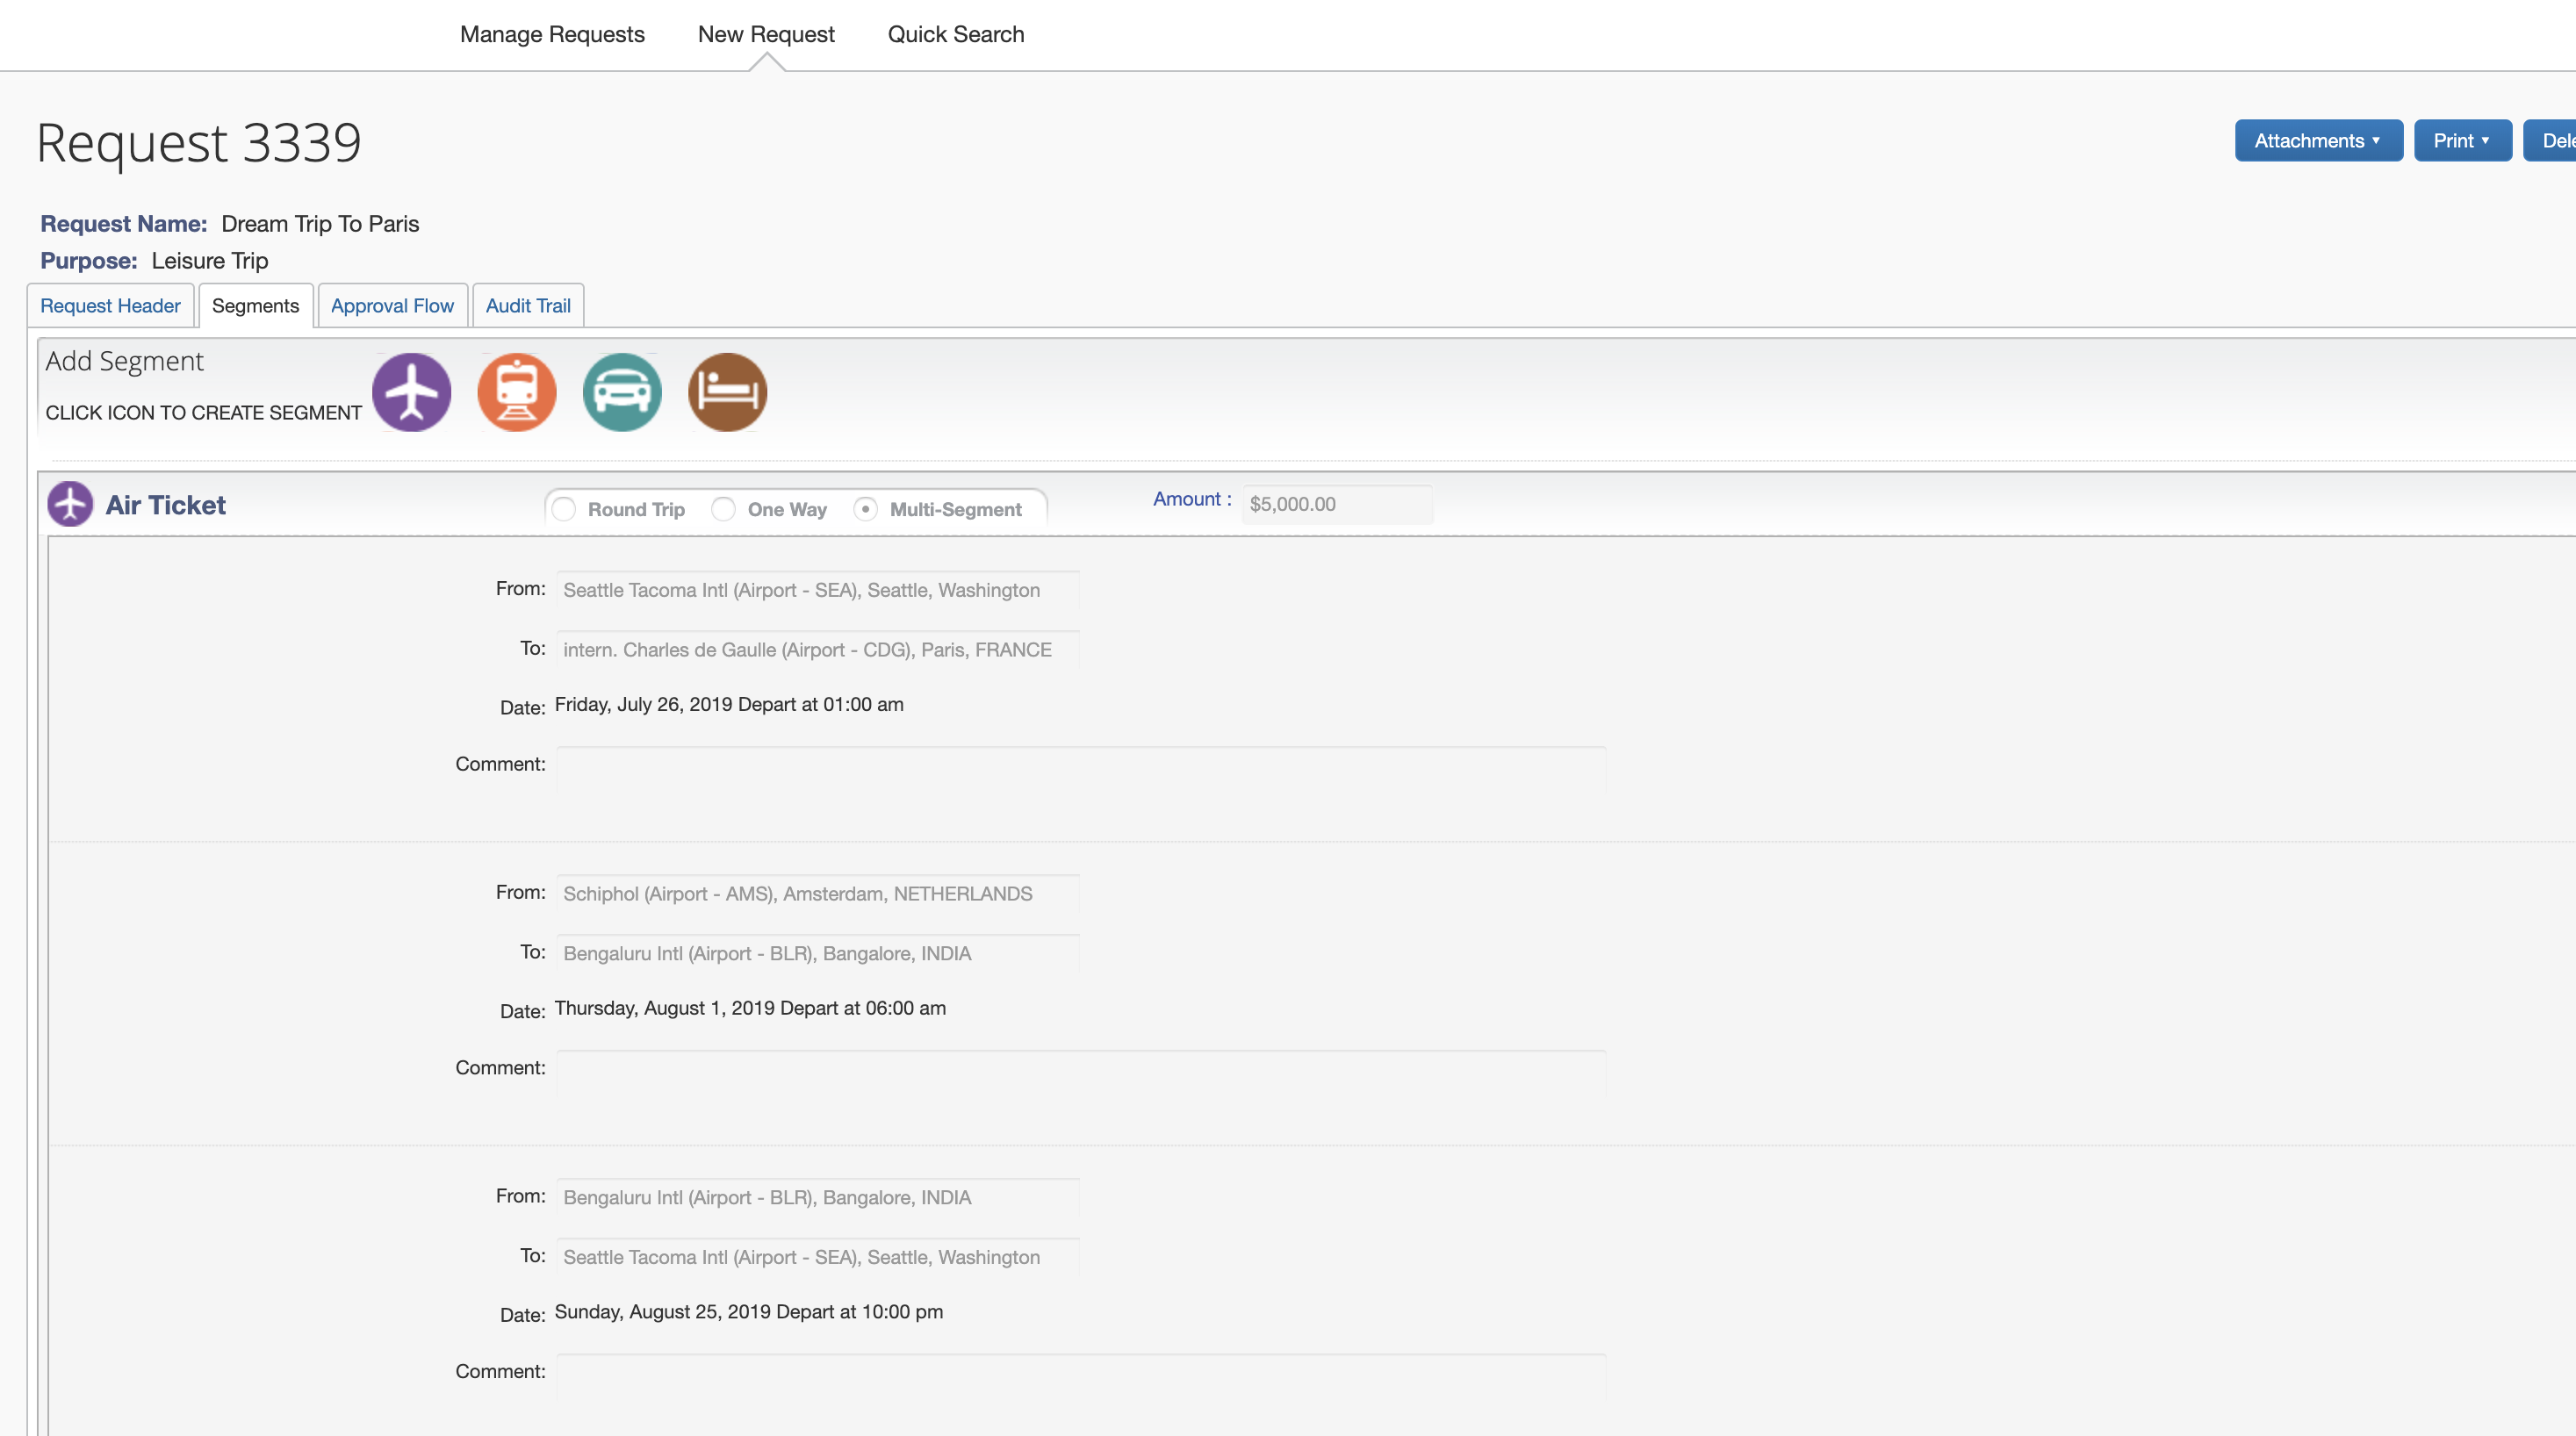 Manage Requests New Request Quick Search
Request 3339
Attachments ▾ Print ▾
Request Name: Dream Trip To Paris
Purpose: Leisure Trip
Request Header Segments Approval Flow Audit Trail
Add Segment
CLICK ICON TO CREATE SEGMENT
Air Ticket Round Trip One Way Multi-Segment Amount : $5,000.00
From: Seattle Tacoma Intl (Airport - SEA), Seattle, Washington
To: intern. Charles de Gaulle (Airport - CDG), Paris, FRANCE
Date: Friday, July 26, 2019 Depart at 01:00 am
Comment:
From: Schiphol (Airport - AMS), Amsterdam, NETHERLANDS
To: Bengaluru Intl (Airport - BLR), Bangalore, INDIA
Date: Thursday, August 1, 2019 Depart at 06:00 am
Comment:
From: Bengaluru Intl (Airport - BLR), Bangalore, INDIA
To: Seattle Tacoma Intl (Airport - SEA), Seattle, Washington
Date: Sunday, August 25, 2019 Depart at 10:00 pm
Comment: